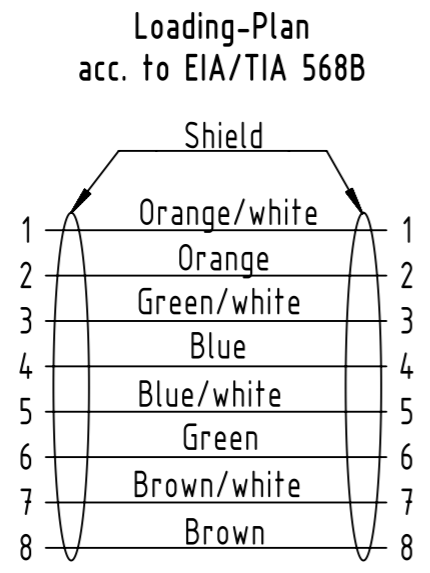 Loading-Plan
acc. to EIA/TIA 568B
Shield
1 Orange/white 1
2 Orange 2
3 Green/white 3
4 Blue 4
5 Blue/white 5
6 Green 6
7 Brown/white 7
8 Brown 8